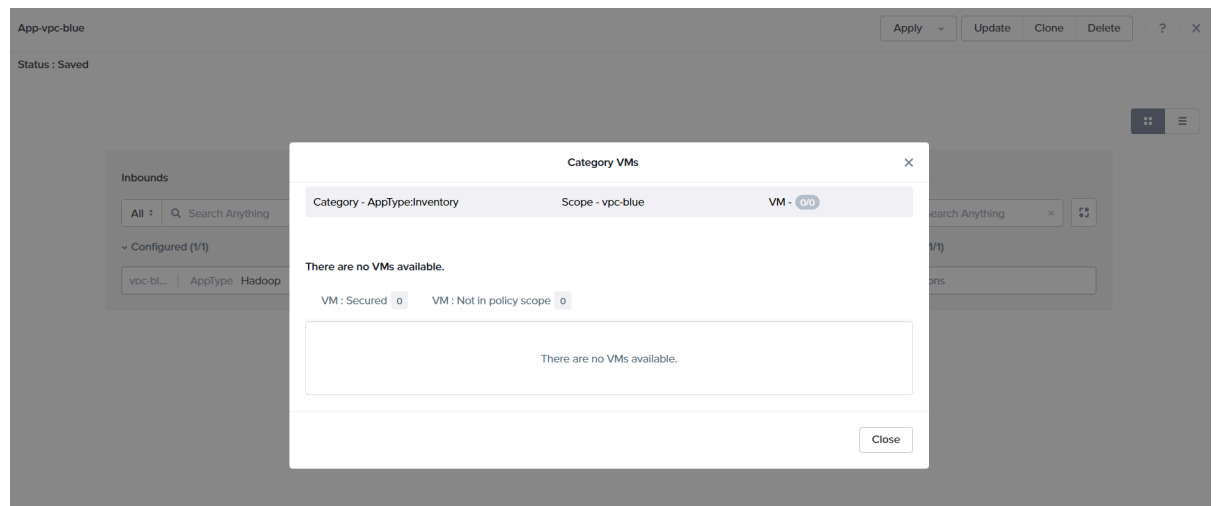 App-vpc-blue
Apply Update Clone Delete ? ×
Status : Saved
Category VMs ×
Inbounds
Category - AppType:Inventory Scope - vpc-blue VM - 0/0
All Search Anything
earch Anything ×
Configured (1/1)
1/1)
There are no VMs available.
vpc-bl... AppType Hadoop
ons
VM : Secured 0 VM : Not in policy scope 0
There are no VMs available.
Close